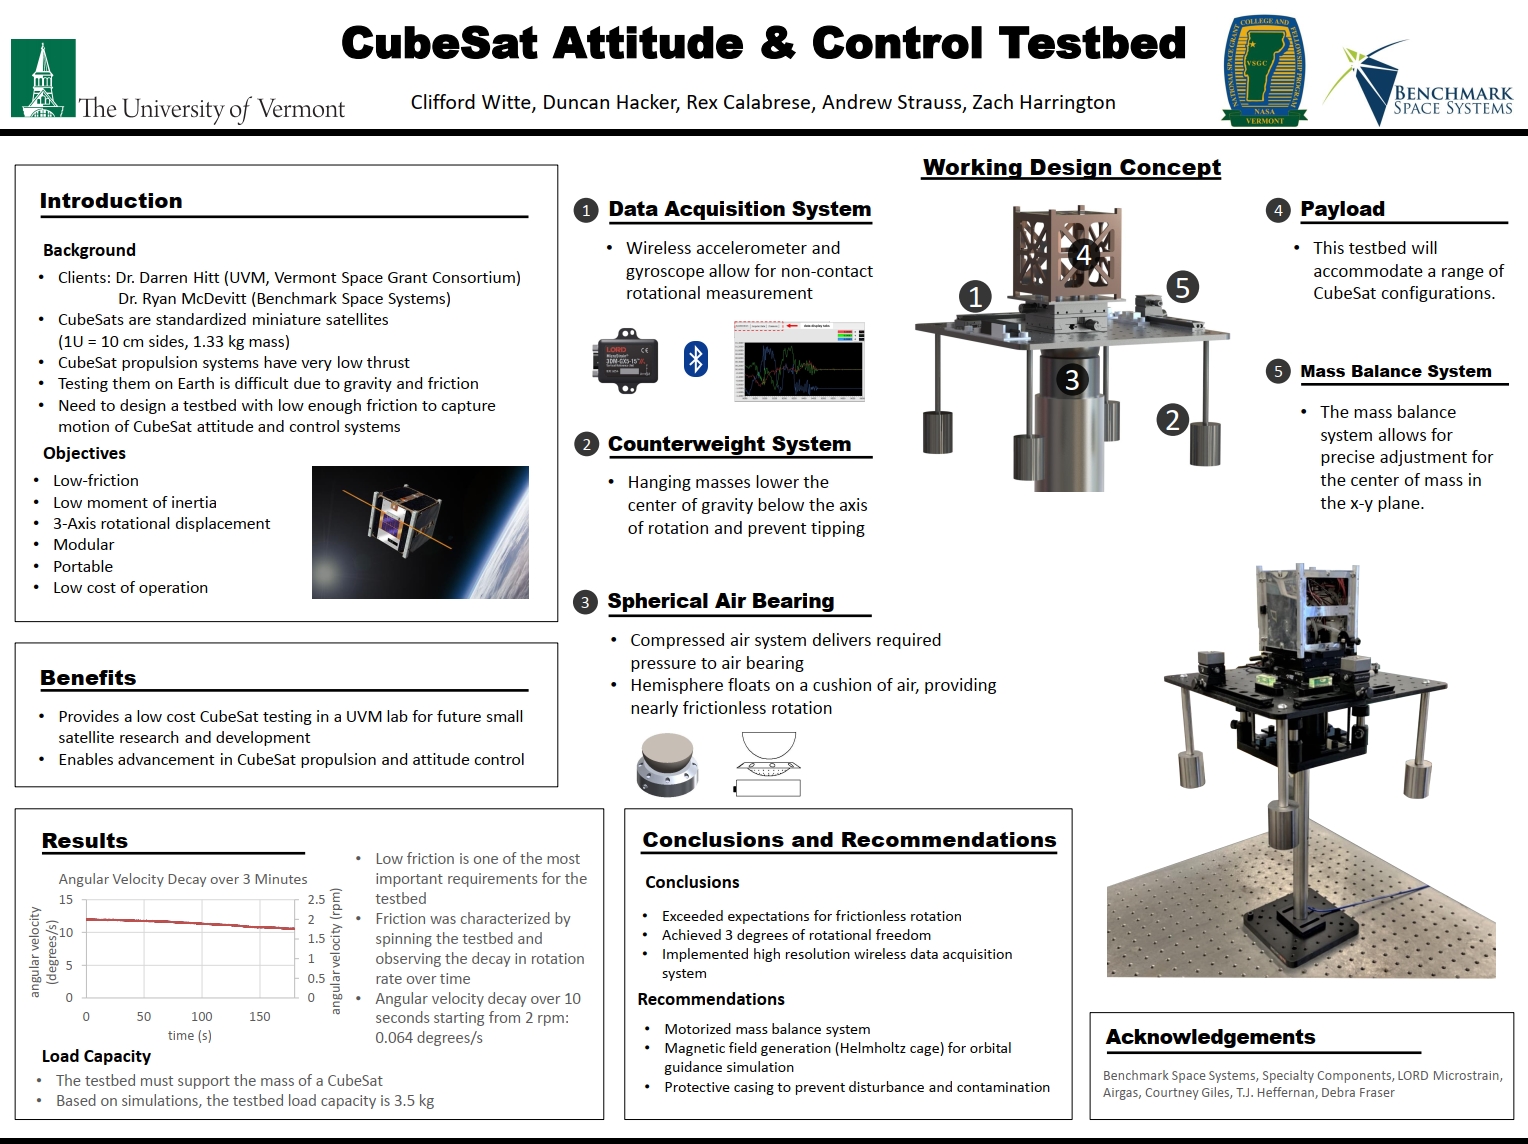 CubeSat Attitude & Control Testbed
Clifford Witte, Duncan Hacker, Rex Calabrese, Andrew Strauss, Zach Harrington
The University of Vermont
NATIONAL SPACE GRANT COLLEGE AND FELLOWSHIP PROGRAM
VSGC
NASA
VERMONT
BENCHMARK
SPACE SYSTEMS
Introduction
Background
• Clients: Dr. Darren Hitt (UVM, Vermont Space Grant Consortium)
Dr. Ryan McDevitt (Benchmark Space Systems)
• CubeSats are standardized miniature satellites
(1U = 10 cm sides, 1.33 kg mass)
• CubeSat propulsion systems have very low thrust
• Testing them on Earth is difficult due to gravity and friction
• Need to design a testbed with low enough friction to capture
motion of CubeSat attitude and control systems
Objectives
• Low-friction
• Low moment of inertia
• 3-Axis rotational displacement
• Modular
• Portable
• Low cost of operation
Benefits
• Provides a low cost CubeSat testing in a UVM lab for future small
satellite research and development
• Enables advancement in CubeSat propulsion and attitude control
Results
Angular Velocity Decay over 3 Minutes
angular velocity
(degrees/s)
15
10
5
0
2.5
2
1.5
1
0.5
0
angular velocity (rpm)
0 50 100 150
time (s)
• Low friction is one of the most
important requirements for the
testbed
• Friction was characterized by
spinning the testbed and
observing the decay in rotation
rate over time
• Angular velocity decay over 10
seconds starting from 2 rpm:
0.064 degrees/s
Load Capacity
• The testbed must support the mass of a CubeSat
• Based on simulations, the testbed load capacity is 3.5 kg
Working Design Concept
1 Data Acquisition System
• Wireless accelerometer and
gyroscope allow for non-contact
rotational measurement
LORD
3DM-GX5-15
data display tabs
2 Counterweight System
• Hanging masses lower the
center of gravity below the axis
of rotation and prevent tipping
3 Spherical Air Bearing
• Compressed air system delivers required
pressure to air bearing
• Hemisphere floats on a cushion of air, providing
nearly frictionless rotation
4
1
5
3
2
4 Payload
• This testbed will
accommodate a range of
CubeSat configurations.
5 Mass Balance System
• The mass balance
system allows for
precise adjustment for
the center of mass in
the x-y plane.
Conclusions and Recommendations
Conclusions
• Exceeded expectations for frictionless rotation
• Achieved 3 degrees of rotational freedom
• Implemented high resolution wireless data acquisition
system
Recommendations
• Motorized mass balance system
• Magnetic field generation (Helmholtz cage) for orbital
guidance simulation
• Protective casing to prevent disturbance and contamination
Acknowledgements
Benchmark Space Systems, Specialty Components, LORD Microstrain,
Airgas, Courtney Giles, T.J. Heffernan, Debra Fraser